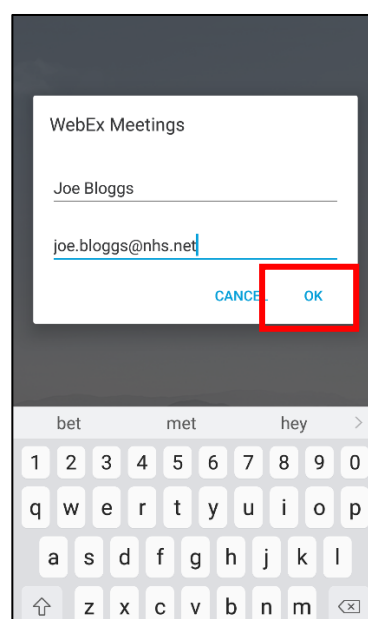 WebEx Meetings
Joe Bloggs
joe.bloggs@nhs.net
CANCEL OK
bet met hey
1 2 3 4 5 6 7 8 9 0
q w e r t y u i o p
a s d f g h j k l
z x c v b n m